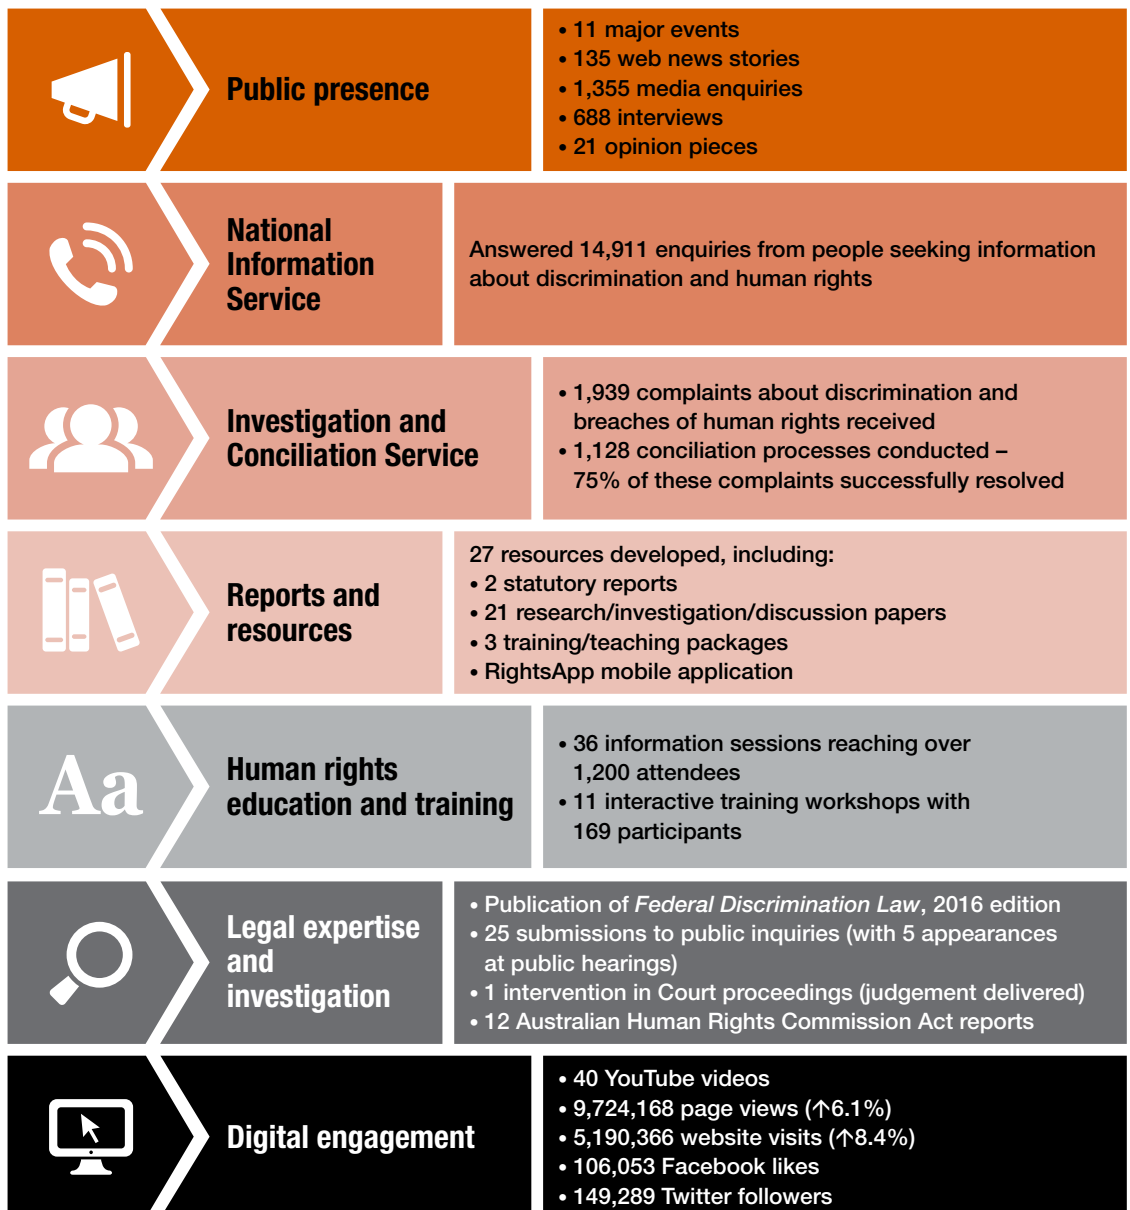 Public presence
• 11 major events
• 135 web news stories
• 1,355 media enquiries
• 688 interviews
• 21 opinion pieces
National
Information
Service
Answered 14,911 enquiries from people seeking information
about discrimination and human rights
Investigation and
Conciliation Service
• 1,939 complaints about discrimination and
breaches of human rights received
• 1,128 conciliation processes conducted –
75% of these complaints successfully resolved
Reports and
resources
27 resources developed, including:
• 2 statutory reports
• 21 research/investigation/discussion papers
• 3 training/teaching packages
• RightsApp mobile application
Aa
Human rights
education and training
• 36 information sessions reaching over
1,200 attendees
• 11 interactive training workshops with
169 participants
Legal expertise
and
investigation
• Publication of Federal Discrimination Law, 2016 edition
• 25 submissions to public inquiries (with 5 appearances
at public hearings)
• 1 intervention in Court proceedings (judgement delivered)
• 12 Australian Human Rights Commission Act reports
Digital engagement
• 40 YouTube videos
• 9,724,168 page views (↑6.1%)
• 5,190,366 website visits (↑8.4%)
• 106,053 Facebook likes
• 149,289 Twitter followers